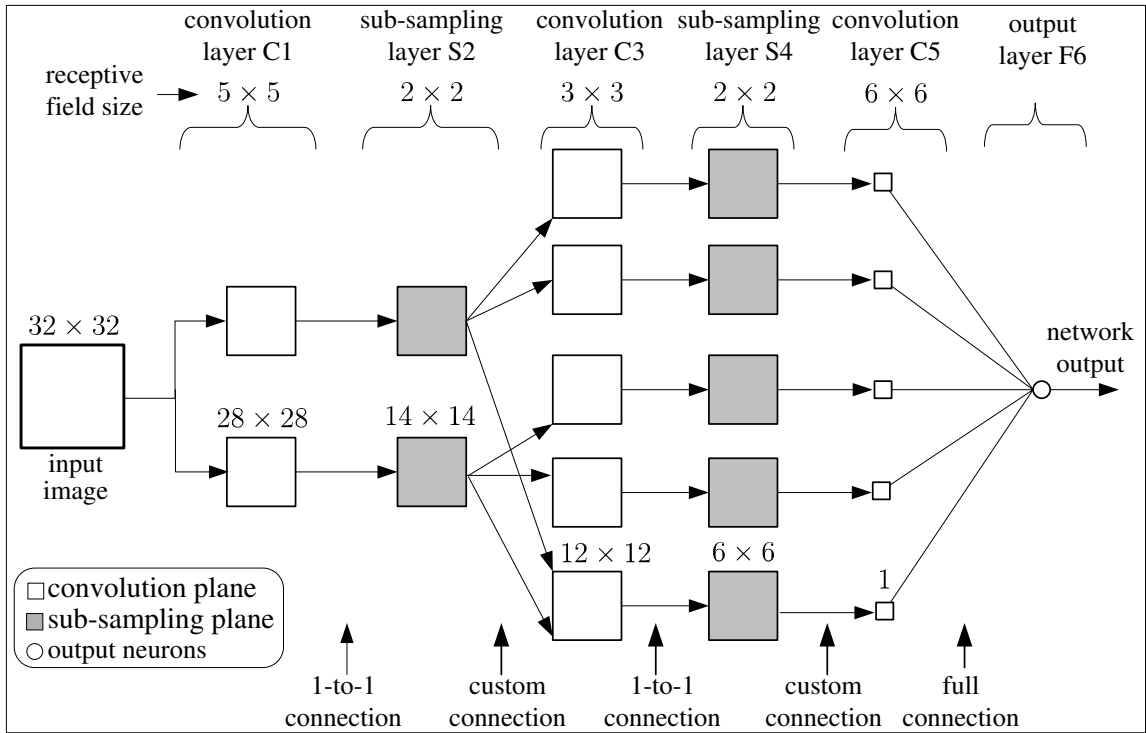 convolution
layer C1
sub-sampling
layer S2
convolution
layer C3
sub-sampling
layer S4
convolution
layer C5
output
layer F6
receptive
field size
5 × 5
2 × 2
3 × 3
2 × 2
6 × 6
32 × 32
input
image
28 × 28
14 × 14
12 × 12
6 × 6
1
network
output
convolution plane
sub-sampling plane
output neurons
1-to-1
connection
custom
connection
1-to-1
connection
custom
connection
full
connection